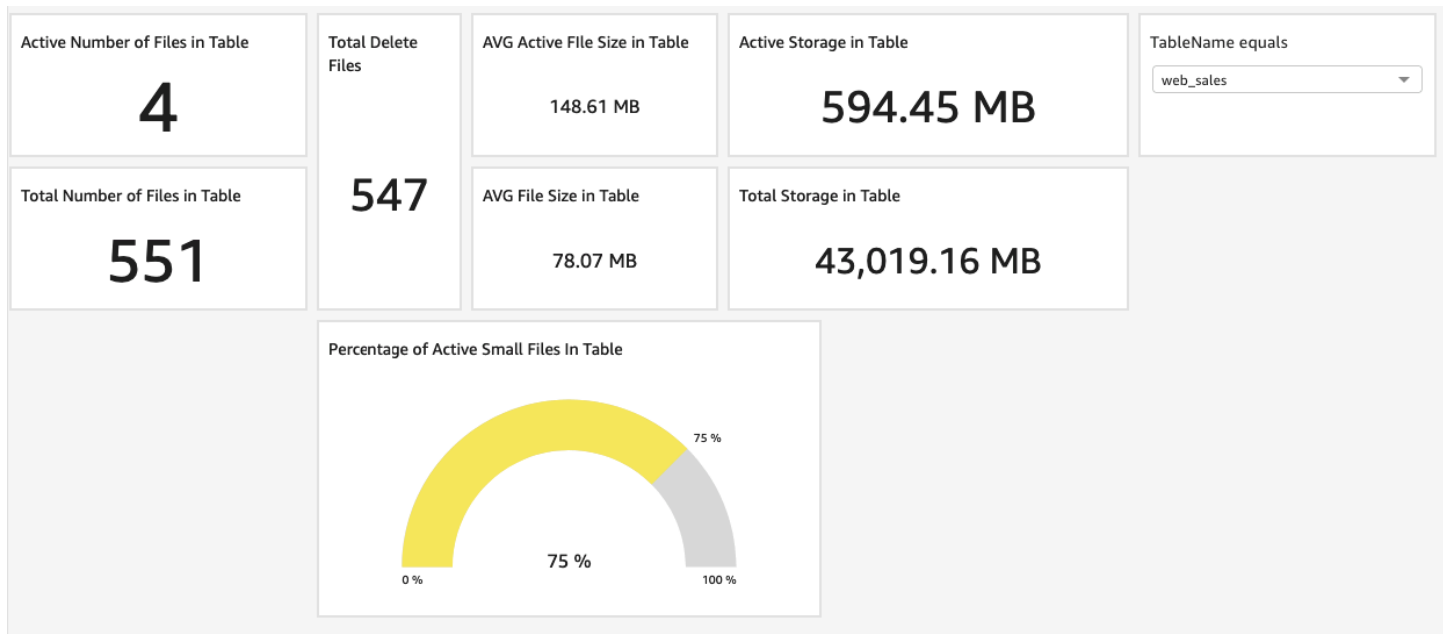 Active Number of Files in Table
4
Total Delete
Files
547
AVG Active FIle Size in Table
148.61 MB
Active Storage in Table
594.45 MB
TableName equals
web_sales
Total Number of Files in Table
551
AVG File Size in Table
78.07 MB
Total Storage in Table
43,019.16 MB
Percentage of Active Small Files In Table
75 %
75 %
0 %
100 %